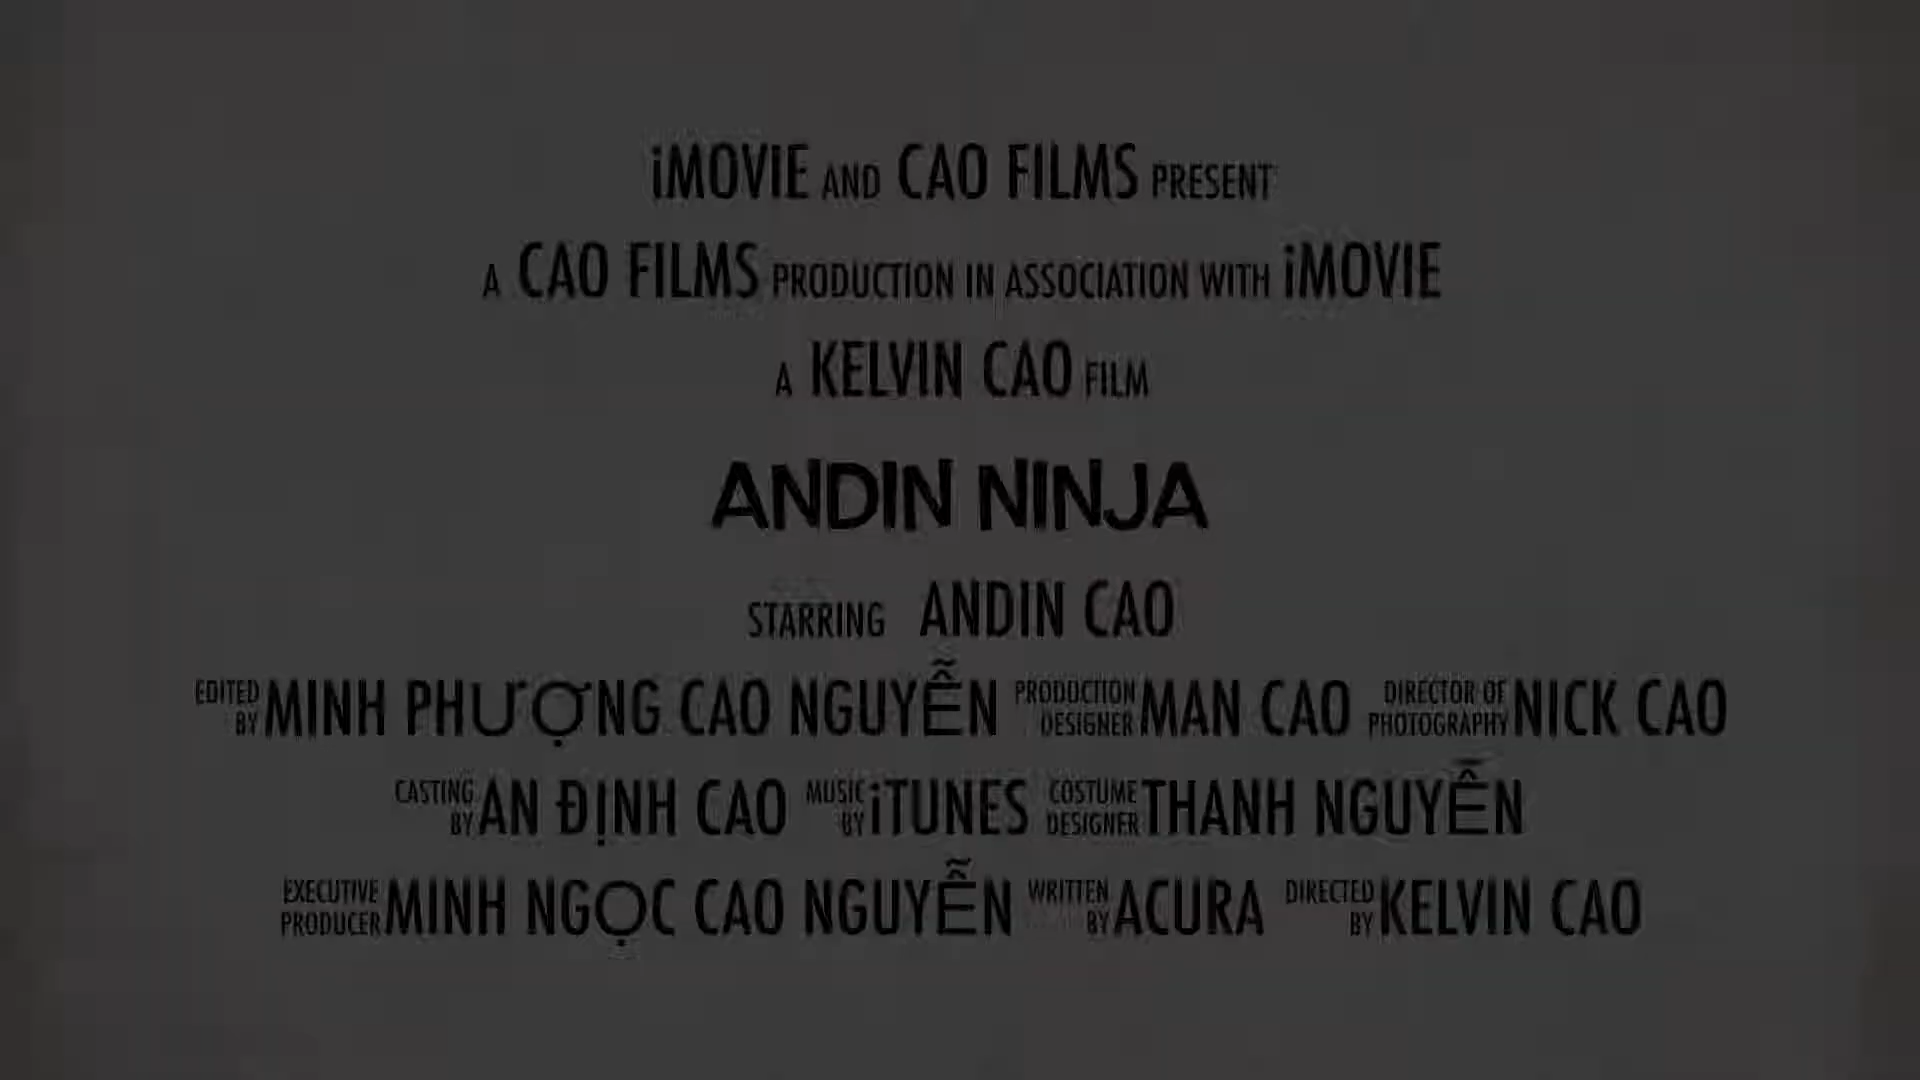 iMOVIE AND CAO FILMS PRESENT
A CAO FILMS PRODUCTION IN ASSOCIATION WITH iMOVIE
A KELVIN CAO FILM
ANDIN NINJA
STARRING ANDIN CAO
EDITED BY MINH PHƯỢNG CAO NGUYỄN PRODUCTION DESIGNER MAN CAO DIRECTOR OF PHOTOGRAPHY NICK CAO
CASTING BY AN ĐỊNH CAO MUSIC BY iTUNES COSTUME DESIGNER THANH NGUYỄN
EXECUTIVE PRODUCER MINH NGỌC CAO NGUYỄN WRITTEN BY ACURA DIRECTED BY KELVIN CAO